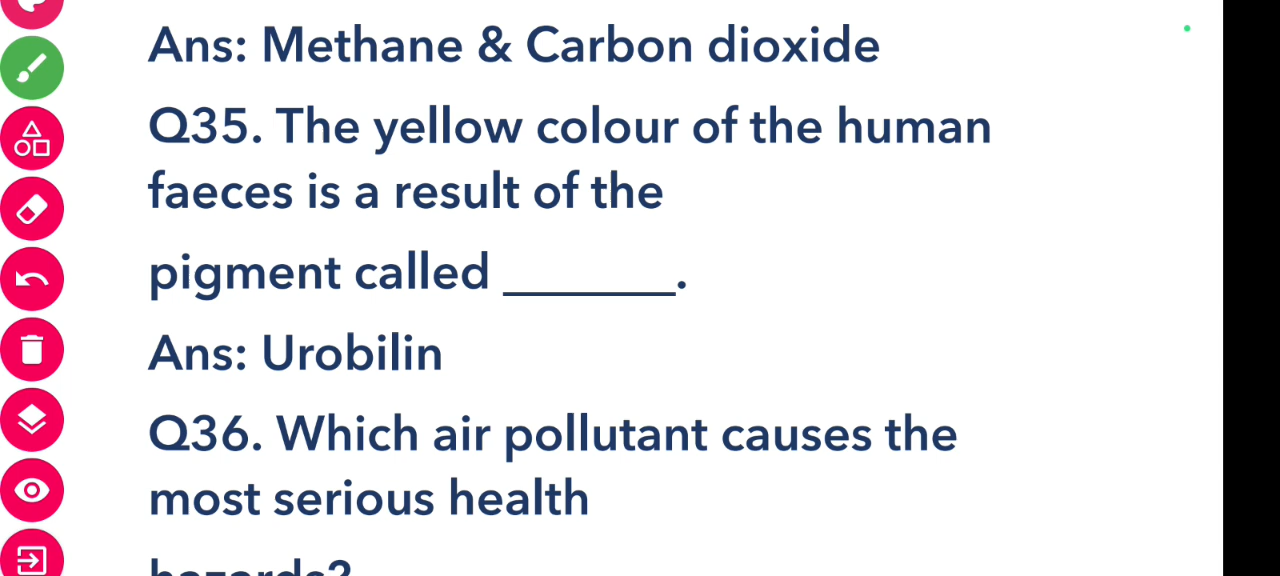 Ans: Methane & Carbon dioxide
Q35. The yellow colour of the human
faeces is a result of the
pigment called _______.
Ans: Urobilin
Q36. Which air pollutant causes the
most serious health
hazards?